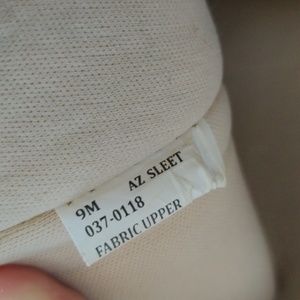 9M AZ SLEET
037-0118
FABRIC UPPER